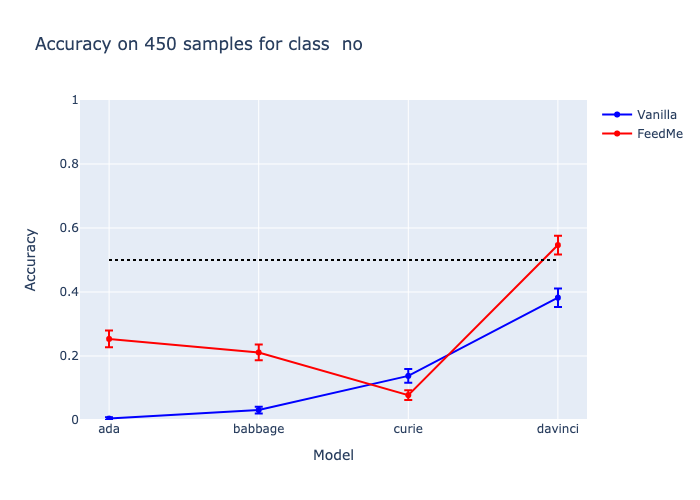 Accuracy on 450 samples for class  no
Vanilla
FeedMe
Accuracy
1
0.8
0.6
0.4
0.2
0
ada
babbage
curie
davinci
Model